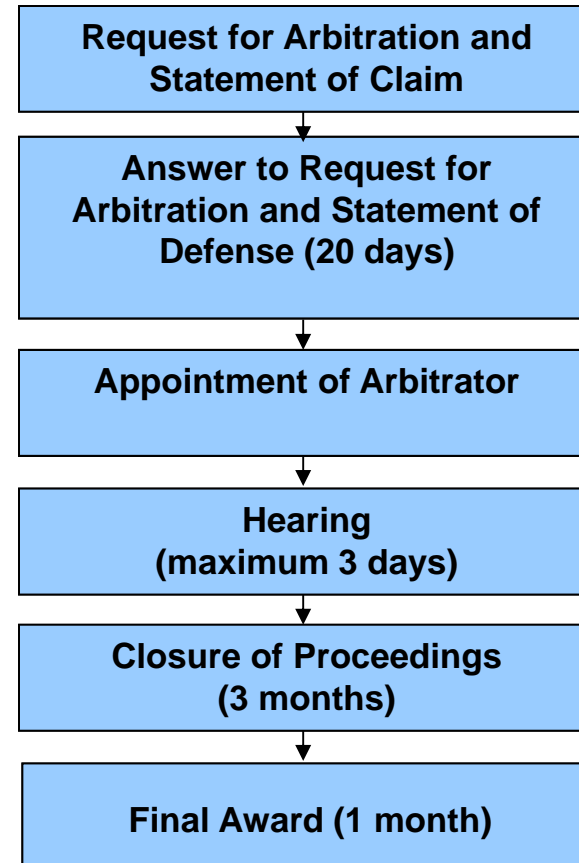 Request for Arbitration and
Statement of Claim
Answer to Request for
Arbitration and Statement of
Defense (20 days)
Appointment of Arbitrator
Hearing
(maximum 3 days)
Closure of Proceedings
(3 months)
Final Award (1 month)